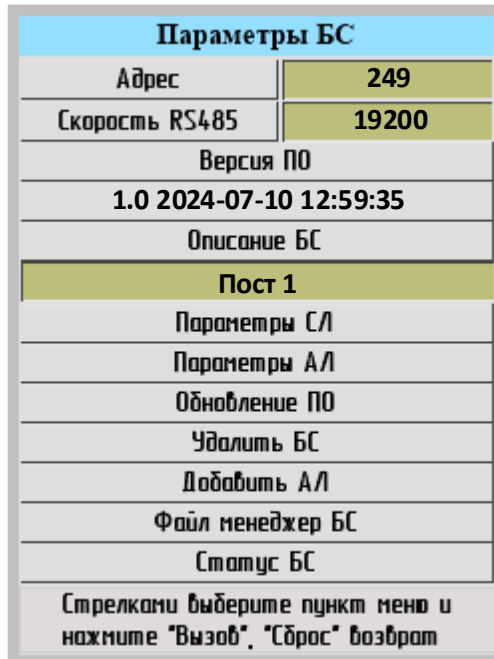 Параметры БС
Адрес 249
Скорость RS485 19200
Версия ПО
1.0 2024-07-10 12:59:35
Описание БС
Пост 1
Параметры СЛ
Параметры АЛ
Обновление ПО
Удалить БС
Добавить АЛ
Файл менеджер БС
Статус БС
Стрелками выберите пункт меню и
нажмите "Вызов", "Сброс" возврат